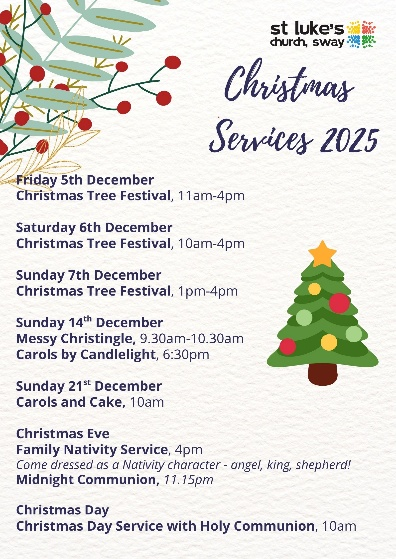 st luke's
church, sway
Christmas
Services 2025
Friday 5th December
Christmas Tree Festival, 11am-4pm
Saturday 6th December
Christmas Tree Festival, 10am-4pm
Sunday 7th December
Christmas Tree Festival, 1pm-4pm
Sunday 14th December
Messy Christingle, 9.30am-10.30am
Carols by Candlelight, 6:30pm
Sunday 21st December
Carols and Cake, 10am
Christmas Eve
Family Nativity Service, 4pm
Come dressed as a Nativity character - angel, king, shepherd!
Midnight Communion, 11.15pm
Christmas Day
Christmas Day Service with Holy Communion, 10am